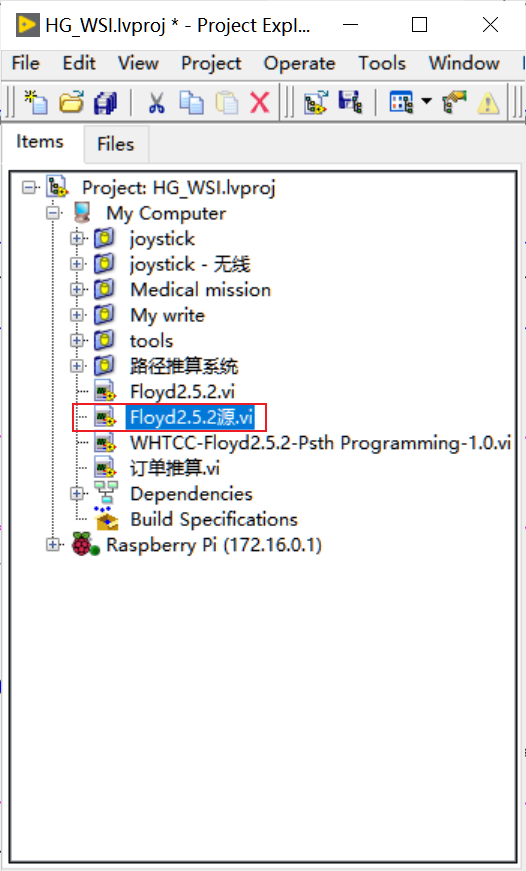 HG_WSI.lvproj * - Project Expl...
File Edit View Project Operate Tools Window
Items Files
Project: HG_WSI.lvproj
My Computer
joystick
joystick - 无线
Medical mission
My write
tools
路径推算系统
Floyd2.5.2.vi
Floyd2.5.2源.vi
WHTCC-Floyd2.5.2-Psth Programming-1.0.vi
订单推算.vi
Dependencies
Build Specifications
Raspberry Pi (172.16.0.1)